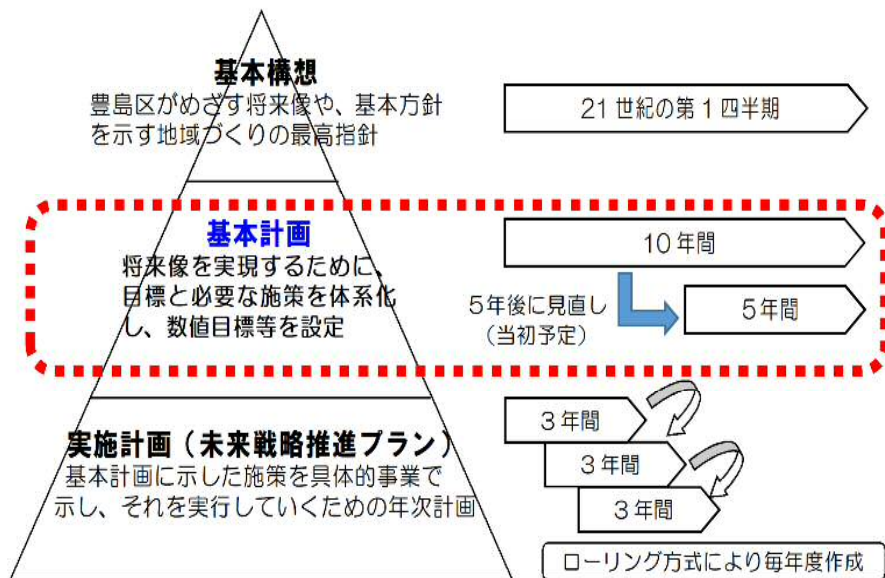 基本構想
豊島区がめざす将来像や、基本方針
を示す地域づくりの最高指針
21世紀の第1四半期
基本計画
将来像を実現するために、
目標と必要な施策を体系化
し、数値目標等を設定
10年間
5年後に見直し
（当初予定）
5年間
実施計画（未来戦略推進プラン）
基本計画に示した施策を具体的事業で
示し、それを実行していくための年次計画
3年間
3年間
3年間
ローリング方式により毎年度作成